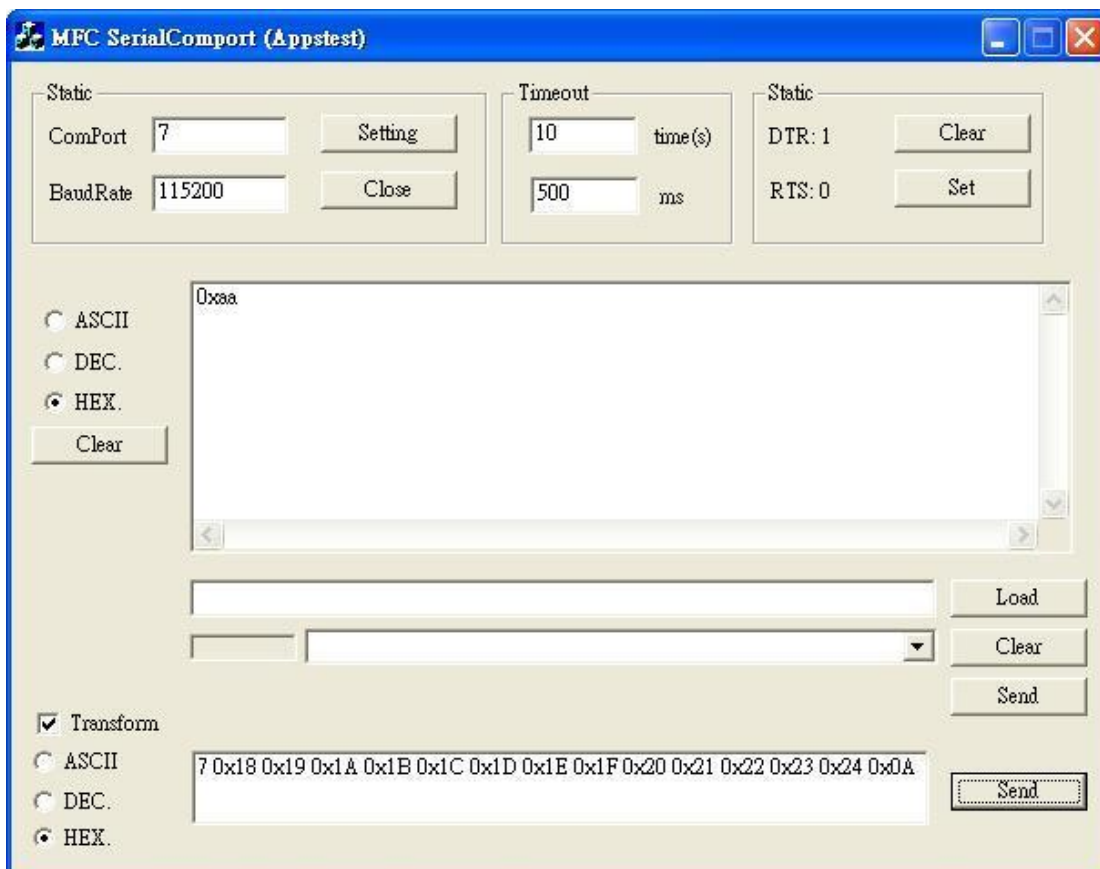 MFC SerialComport (Appstest)
Static
ComPort 7 Setting
BaudRate 115200 Close
Timeout
10 time(s)
500 ms
Static
DTR: 1 Clear
RTS: 0 Set
ASCII
DEC.
HEX.
Clear
0xaa
Load
Clear
Send
Transform
ASCII
DEC.
HEX.
7 0x18 0x19 0x1A 0x1B 0x1C 0x1D 0x1E 0x1F 0x20 0x21 0x22 0x23 0x24 0x0A
Send